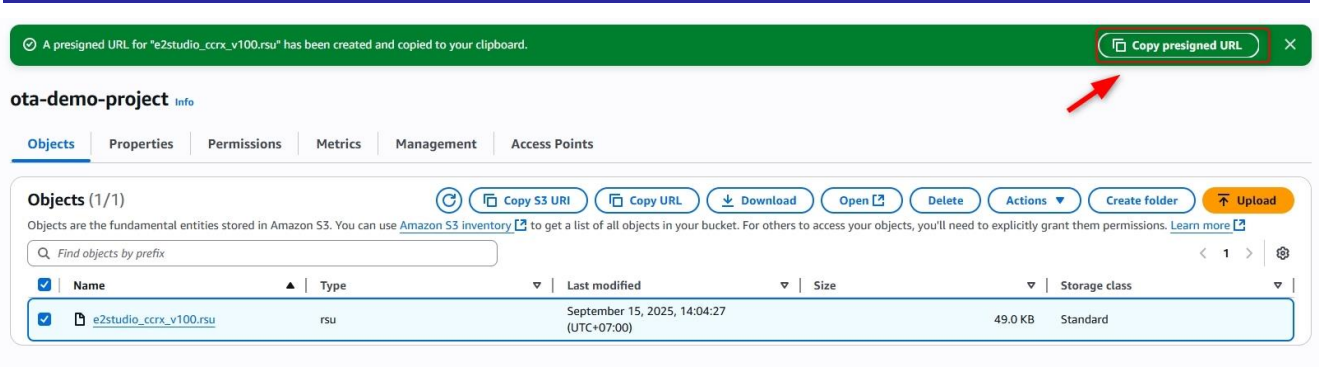 A presigned URL for "e2studio_ccrx_v100.rsu" has been created and copied to your clipboard.
Copy presigned URL
ota-demo-project Info
Objects Properties Permissions Metrics Management Access Points
Objects (1/1)
Copy S3 URI Copy URL Download Open Delete Actions Create folder Upload
Objects are the fundamental entities stored in Amazon S3. You can use Amazon S3 inventory to get a list of all objects in your bucket. For others to access your objects, you'll need to explicitly grant them permissions. Learn more
Find objects by prefix
1
Name Type Last modified Size Storage class
e2studio_ccrx_v100.rsu rsu September 15, 2025, 14:04:27 (UTC+07:00) 49.0 KB Standard